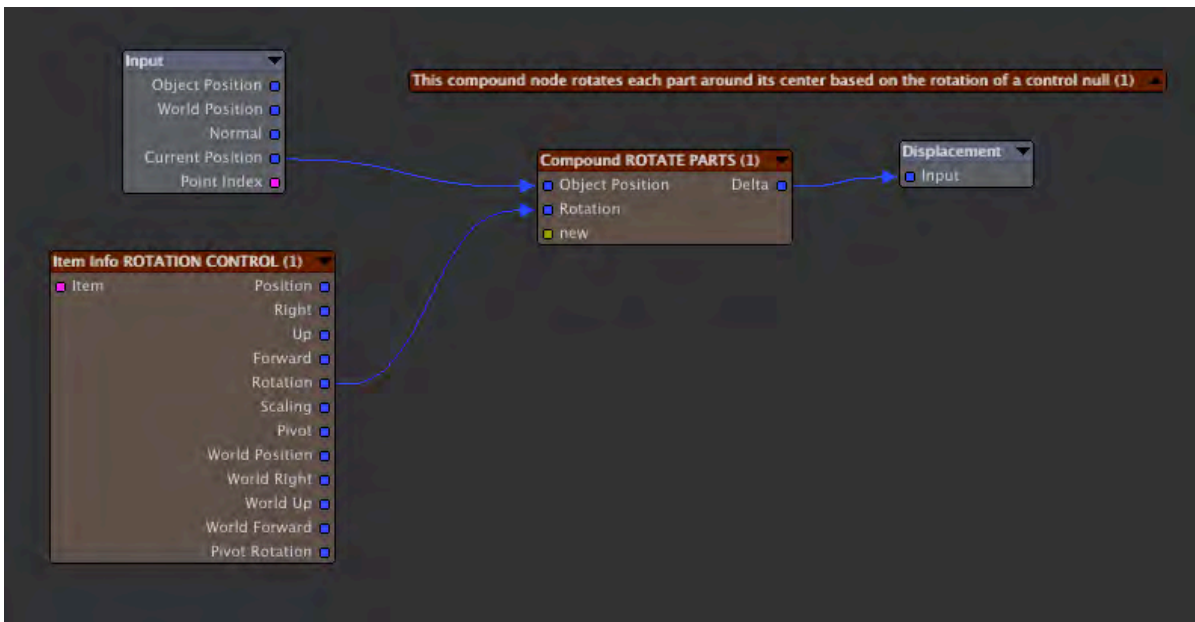 Input
Object Position
World Position
Normal
Current Position
Point Index
This compound node rotates each part around its center based on the rotation of a control null (1)
Compound ROTATE PARTS (1)
Object Position Delta
Rotation
new
Displacement
Input
Item Info ROTATION CONTROL (1)
Item Position
Right
Up
Forward
Rotation
Scaling
Pivot
World Position
World Right
World Up
World Forward
Pivot Rotation